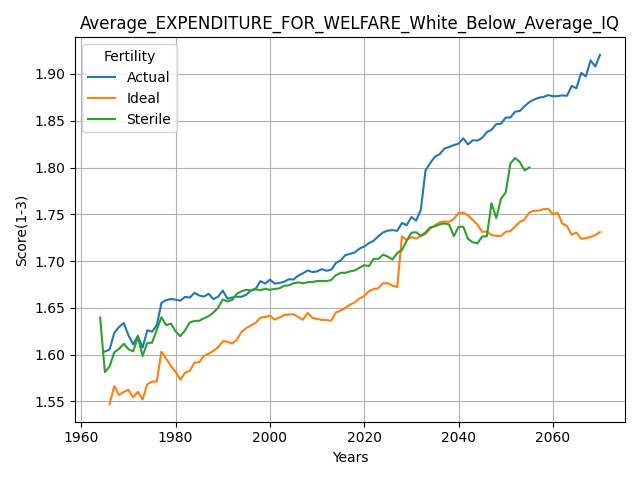 Average_EXPENDITURE_FOR_WELFARE_White_Below_Average_IQ
Fertility
Actual
Ideal
Sterile
1.90
1.85
1.80
1.75
1.70
1.65
1.60
1.55
Score(1-3)
1960
1980
2000
2020
2040
2060
Years